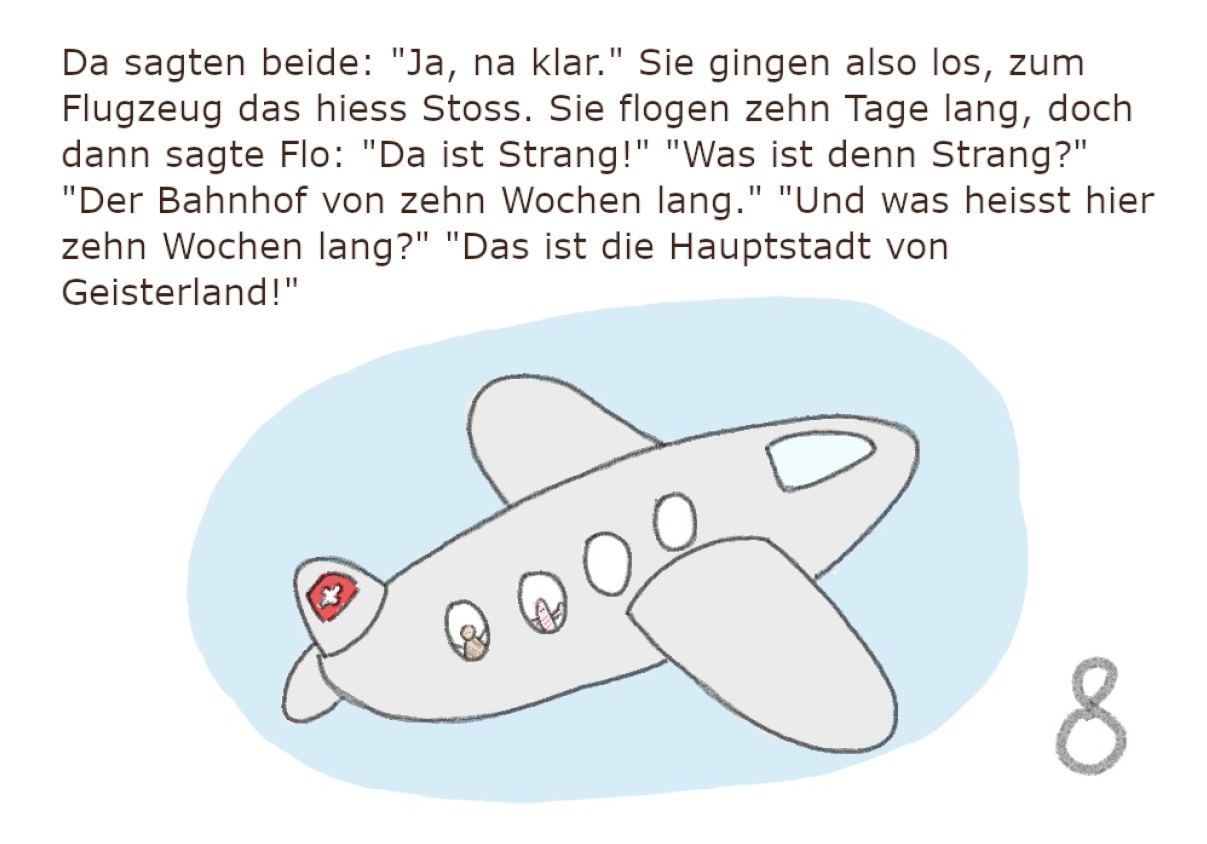 Da sagten beide: "Ja, na klar." Sie gingen also los, zum
Flugzeug das hiess Stoss. Sie flogen zehn Tage lang, doch
dann sagte Flo: "Da ist Strang!" "Was ist denn Strang?"
"Der Bahnhof von zehn Wochen lang." "Und was heisst hier
zehn Wochen lang?" "Das ist die Hauptstadt von
Geisterland!"
8